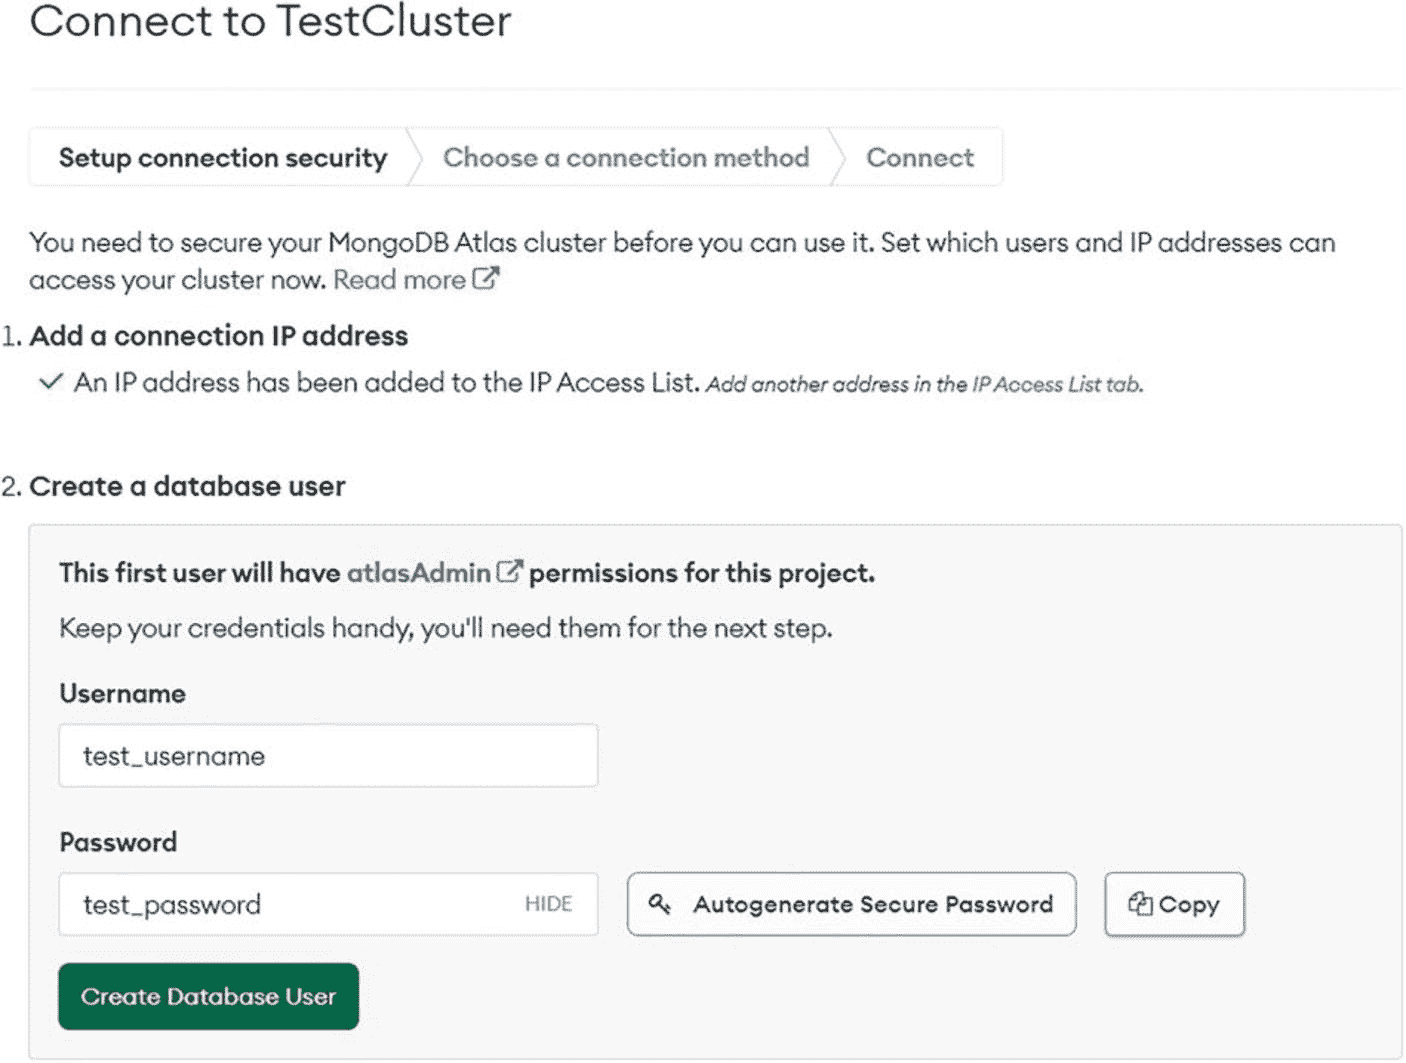 Connect to TestCluster
Setup connection security
Choose a connection method
Connect
You need to secure your MongoDB Atlas cluster before you can use it. Set which users and IP addresses can
access your cluster now. Read more
1. Add a connection IP address
An IP address has been added to the IP Access List. Add another address in the IP Access List tab.
2. Create a database user
This first user will have atlasAdmin permissions for this project.
Keep your credentials handy, you'll need them for the next step.
Username
test_username
Password
test_password HIDE
Autogenerate Secure Password
Copy
Create Database User